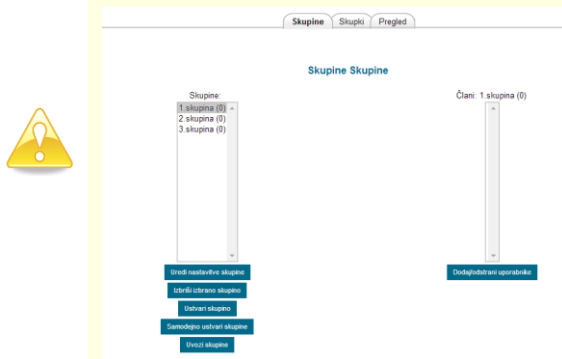 Skupine Skupki Pregled
Skupine Skupine
Skupine:
1.skupina (0)
2.skupina (0)
3.skupina (0)
Uredi nastavitve skupine
Izbriši izbrano skupino
Ustvari skupino
Samodejno ustvari skupine
Uvozi skupine
Člani: 1.skupina (0)
Dodaj/odstrani uporabnike